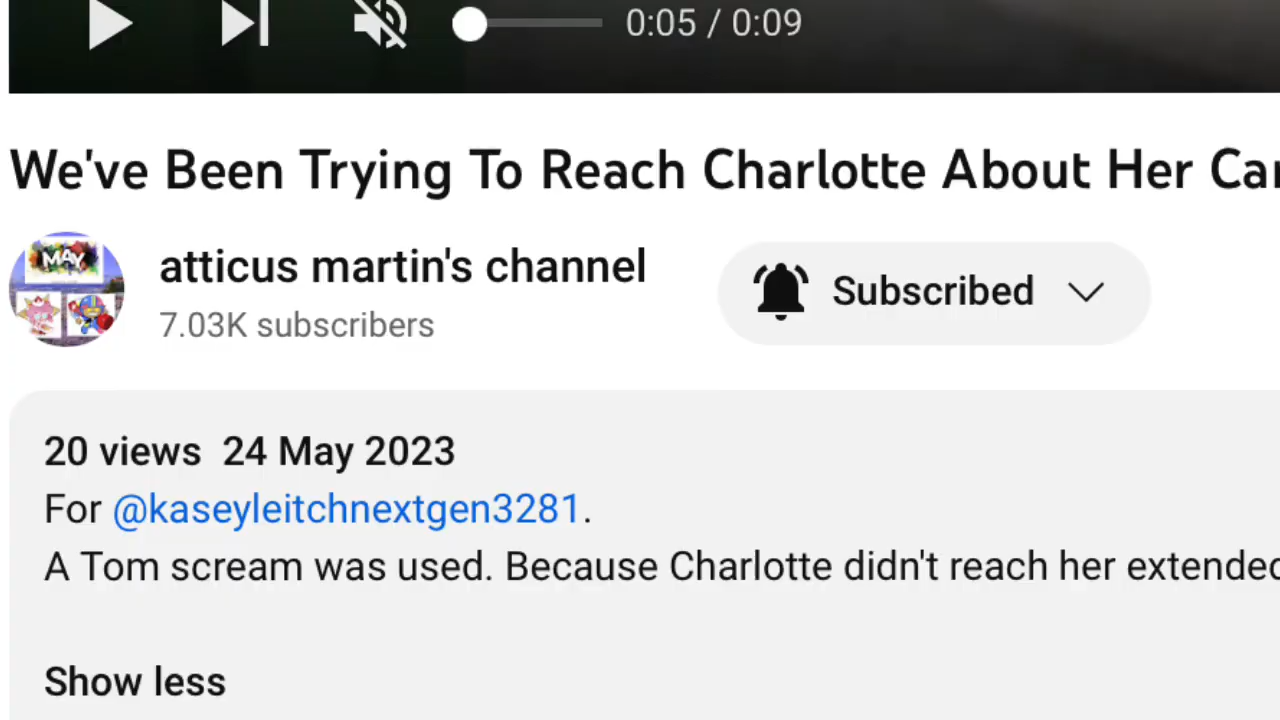 0:05 / 0:09
We've Been Trying To Reach Charlotte About Her
MAY
atticus martin's channel
7.03K subscribers
Subscribed
20 views 24 May 2023
For @kaseyleitchnextgen3281.
A Tom scream was used. Because Charlotte didn't reach her extended
Show less